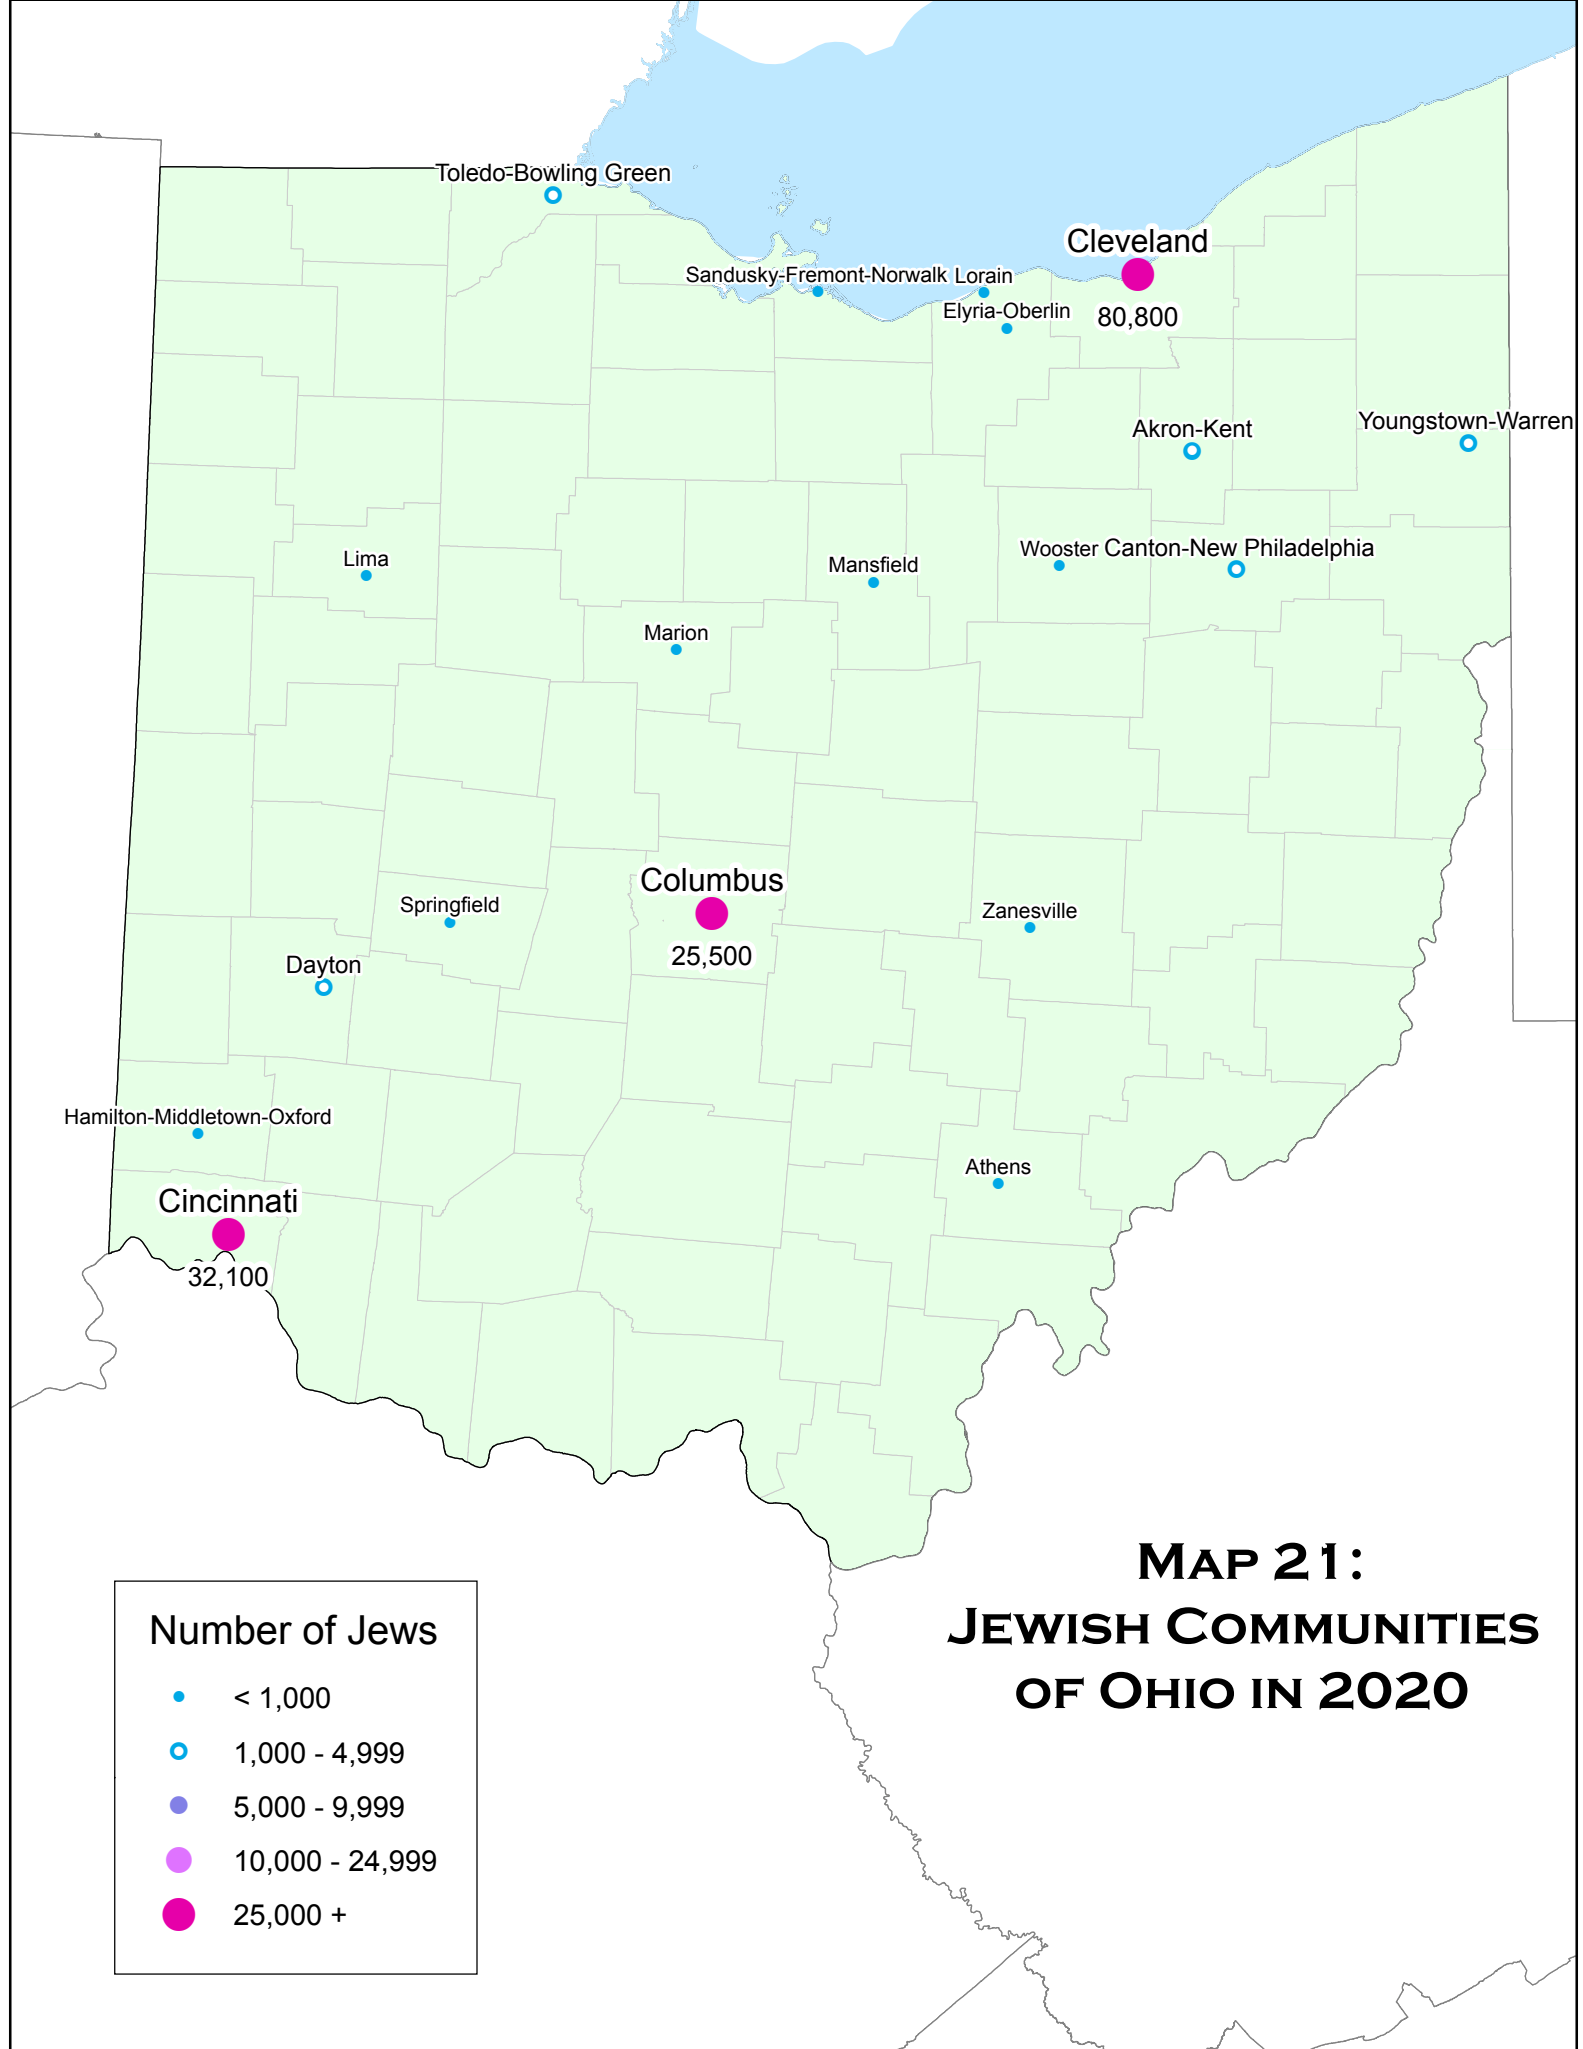 Toledo-Bowling Green
Cleveland
Sandusky-Fremont-Norwalk Lorain
Elyria-Oberlin
80,800
Akron-Kent
Youngstown-Warren
Lima
Mansfield
Wooster Canton-New Philadelphia
Marion
Columbus
25,500
Springfield
Zanesville
Dayton
Hamilton-Middletown-Oxford
Athens
Cincinnati
32,100
Map 21:
Jewish Communities
of Ohio in 2020
Number of Jews
< 1,000
1,000 - 4,999
5,000 - 9,999
10,000 - 24,999
25,000 +